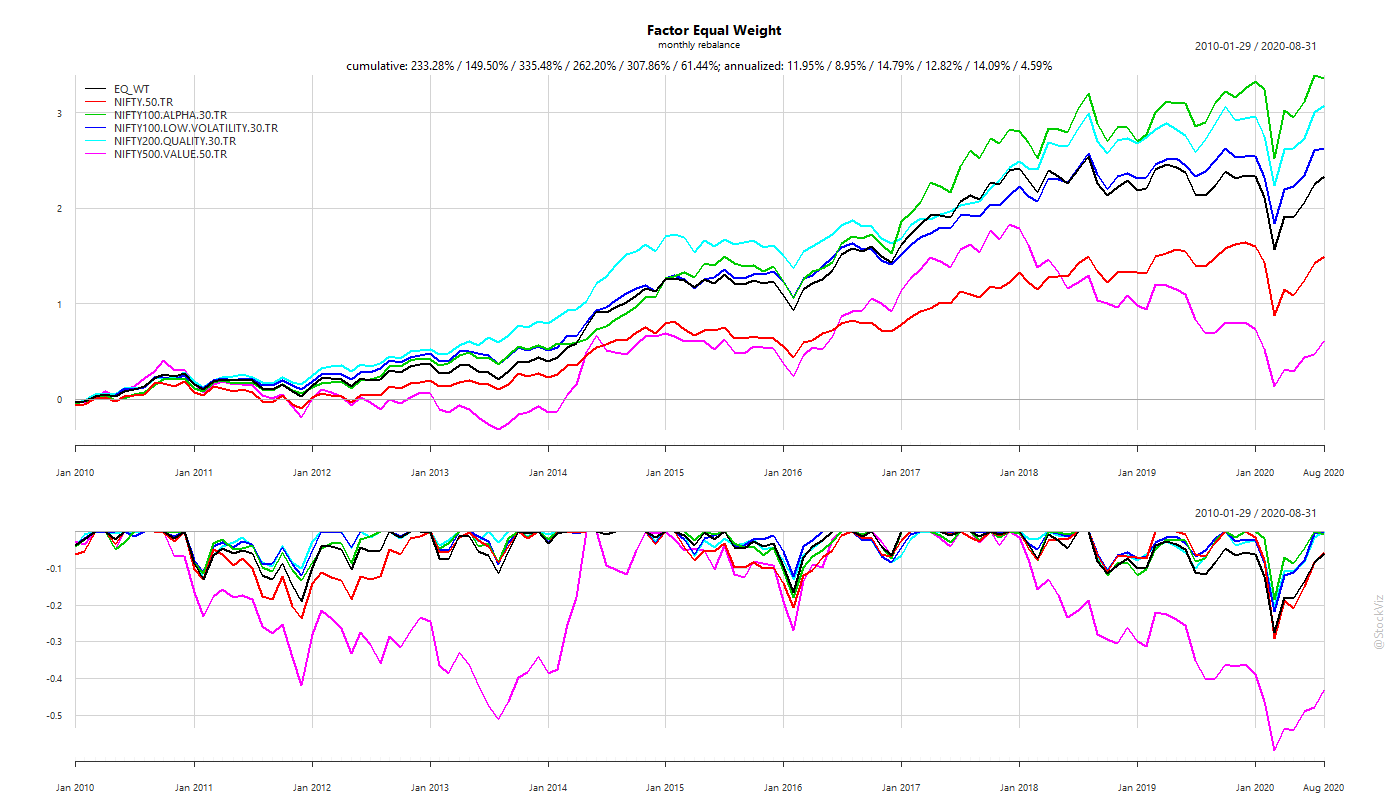 Factor Equal Weight
monthly rebalance
2010-01-29 / 2020-08-31
cumulative: 233.28% / 149.50% / 335.48% / 262.20% / 307.86% / 61.44%; annualized: 11.95% / 8.95% / 14.79% / 12.82% / 14.09% / 4.59%
EQ_WT
NIFTY.50.TR
NIFTY100.ALPHA.30.TR
NIFTY100.LOW.VOLATILITY.30.TR
NIFTY200.QUALITY.30.TR
NIFTY500.VALUE.50.TR
3
2
1
0
Jan 2010 Jan 2011 Jan 2012 Jan 2013 Jan 2014 Jan 2015 Jan 2016 Jan 2017 Jan 2018 Jan 2019 Jan 2020 Aug 2020
2010-01-29 / 2020-08-31
-0.1
-0.2
-0.3
-0.4
-0.5
Jan 2010 Jan 2011 Jan 2012 Jan 2013 Jan 2014 Jan 2015 Jan 2016 Jan 2017 Jan 2018 Jan 2019 Jan 2020 Aug 2020
@StockViz